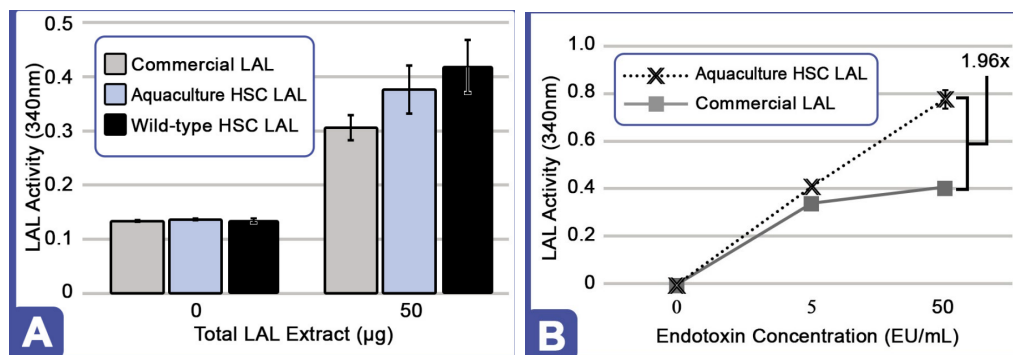 0.5
0.4
0.3
0.2
0.1
0
LAL Activity (340nm)
Commercial LAL
Aquaculture HSC LAL
Wild-type HSC LAL
0
50
Total LAL Extract (µg)
A
1.0
0.8
0.6
0.4
0.2
0
LAL Activity (340nm)
Aquaculture HSC LAL
Commercial LAL
1.96x
0
5
50
Endotoxin Concentration (EU/mL)
B